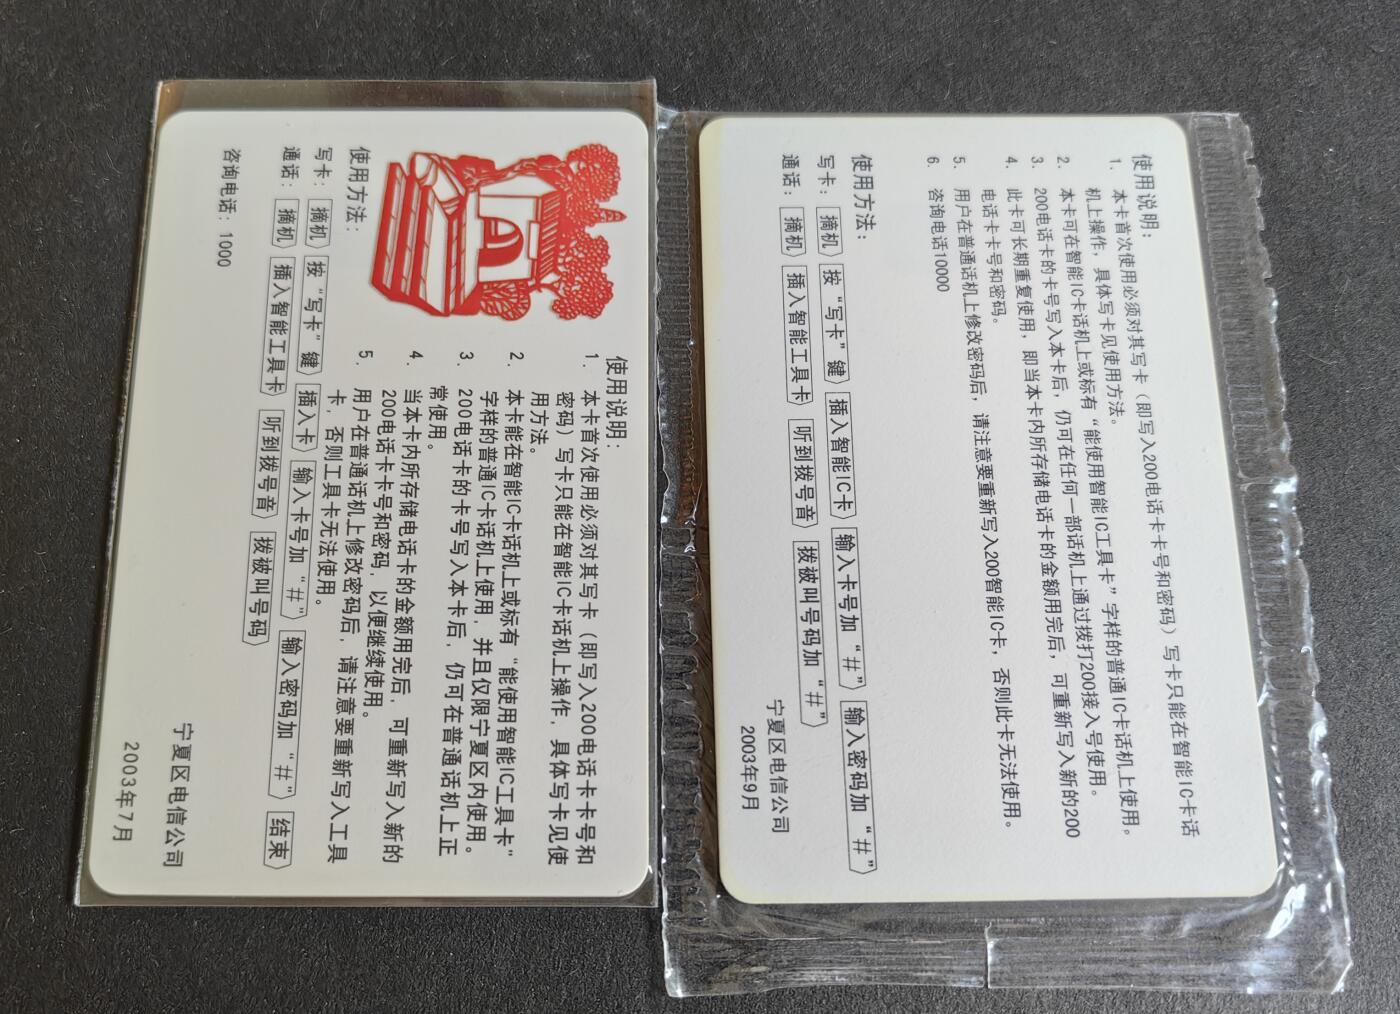 使用说明：
1. 本卡首次使用必须对其写卡（即写入200电话卡卡号和
密码）写卡只能在智能IC卡话机上操作，具体写卡见使
用方法。
2. 本卡能在智能IC卡话机上或标有“能使用智能IC工具卡”
字样的普通IC卡话机上使用，并且仅限宁夏区内使用。
3. 200电话卡的卡号写入本卡后，仍可在普通话机上正
常使用。
4. 当本卡内所存储电话卡的金额用完后，可重新写入新的
200电话卡卡号和密码，以便继续使用。
5. 用户在普通话机上修改密码后，请注意要重新写入工具
卡，否则工具卡无法使用。
使用方法：
写卡： 摘机 按“写卡”键 插入卡 输入卡号加“#” 输入密码加“#” 结束
通话： 摘机 插入智能工具卡 听到拨号音 拨被叫号码
咨询电话：1000
宁夏区电信公司
2003年7月
使用说明：
1. 本卡首次使用必须对其写卡（即写入200电话卡卡号和密码）写卡只能在智能IC卡话
机上操作，具体写卡见使用方法。
2. 本卡可在智能IC卡话机上或标有“能使用智能IC工具卡”字样的普通IC卡话机上使用。
3. 200电话卡的卡号写入本卡后，仍可在任何一部话机上通过拨打200接入号使用。
4. 此卡可长期重复使用，即当本卡内所存储电话卡的金额用完后，可重新写入新的200
电话卡卡号和密码。
5. 用户在普通话机上修改密码后，请注意要重新写入200智能IC卡，否则此卡无法使用。
6. 咨询电话10000
使用方法：
写卡： 摘机 按“写卡”键 插入智能IC卡 输入卡号加“#” 输入密码加“#”
通话： 摘机 插入智能工具卡 听到拨号音 拨被叫号码加“#”
宁夏区电信公司
2003年9月